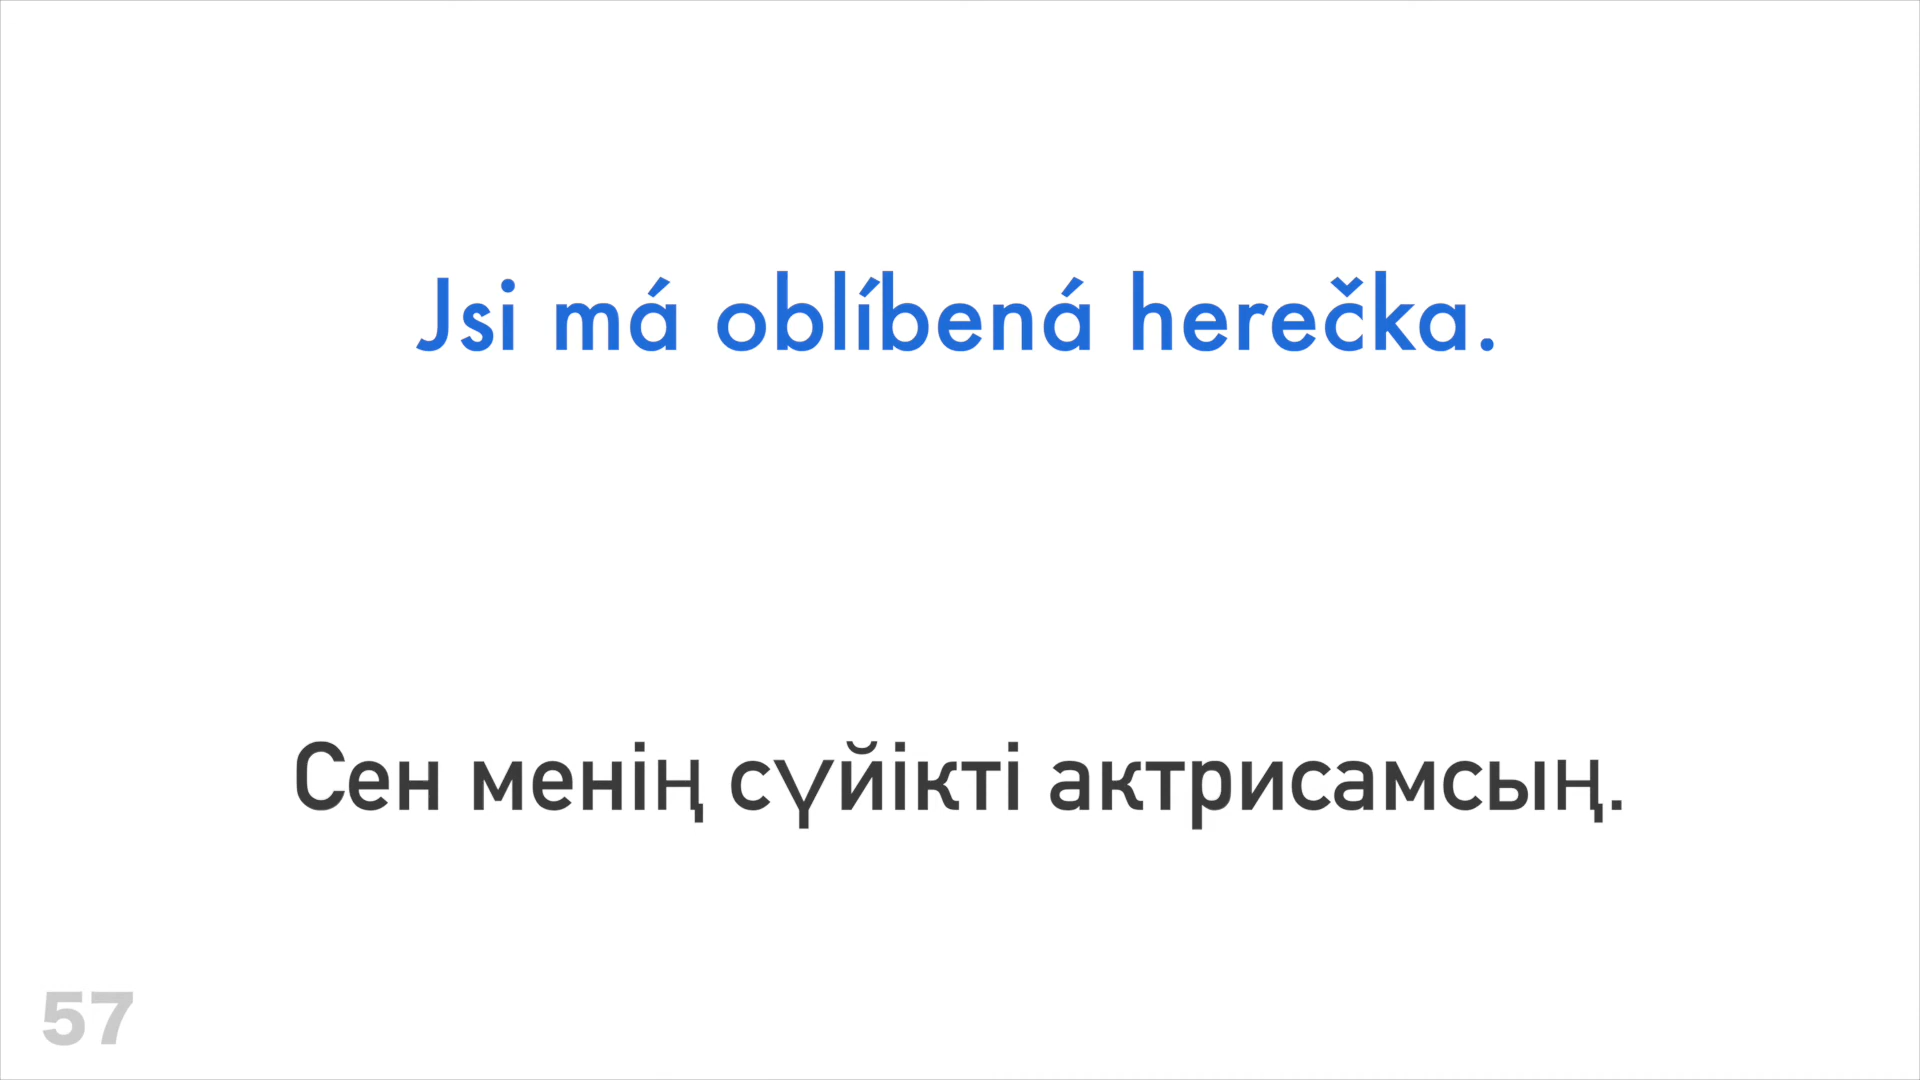 Jsi má oblíbená herečka.
Сен менің сүйікті актрисамсың.
57